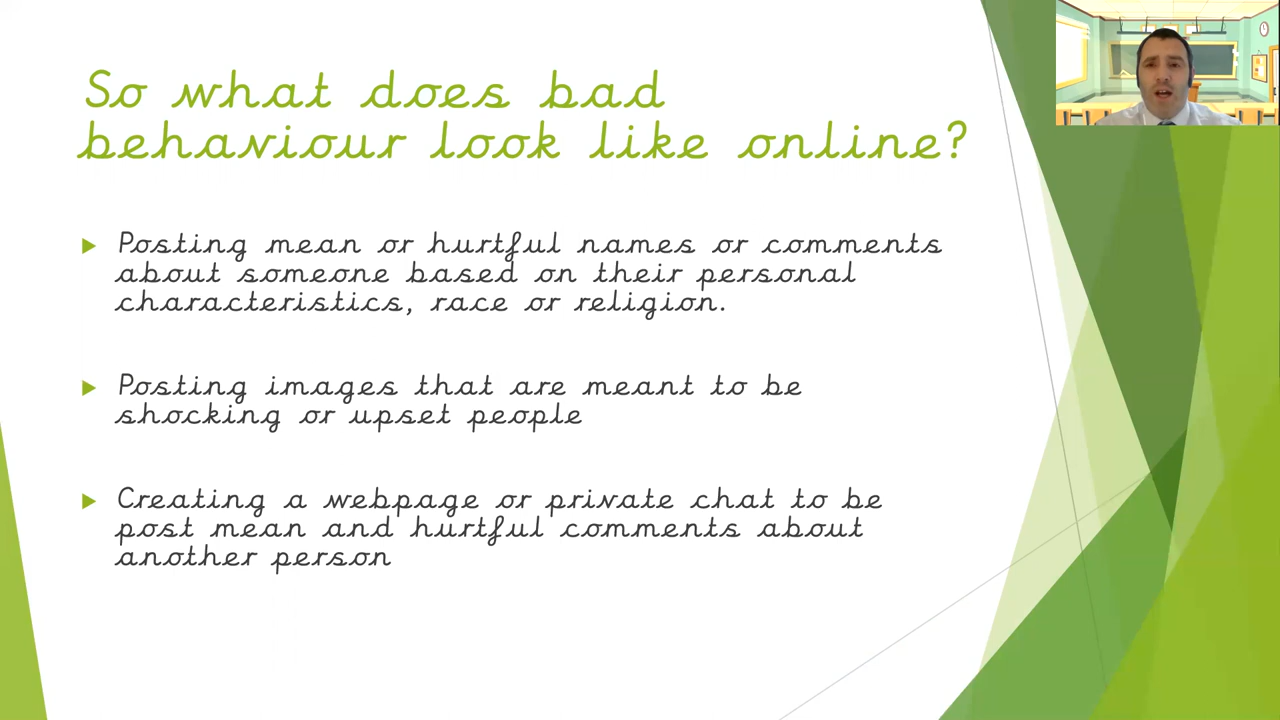 So what does bad
behaviour look like online?
Posting mean or hurtful names or comments
about someone based on their personal
characteristics, race or religion.
Posting images that are meant to be
shocking or upset people
Creating a webpage or private chat to be
post mean and hurtful comments about
another person